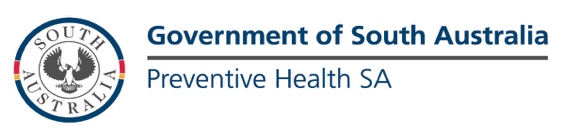 SOUTH
AUSTRALIA
Government of South Australia
Preventive Health SA